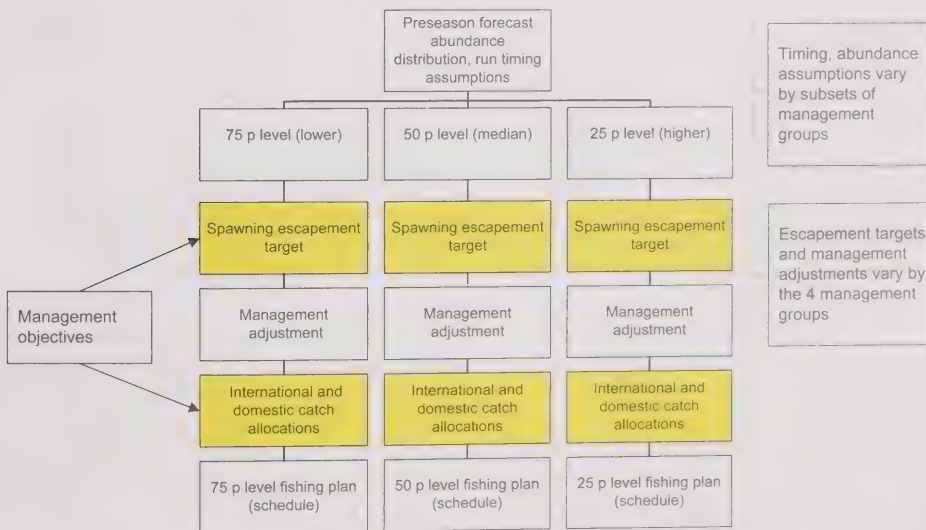 Preseason forecast
abundance
distribution, run timing
assumptions
Timing, abundance
assumptions vary
by subsets of
management
groups
75 p level (lower)
50 p level (median)
25 p level (higher)
Spawning escapement
target
Spawning escapement
target
Spawning escapement
target
Escapement targets
and management
adjustments vary by
the 4 management
groups
Management
objectives
Management
adjustment
Management
adjustment
Management
adjustment
International and
domestic catch
allocations
International and
domestic catch
allocations
International and
domestic catch
allocations
75 p level fishing plan
(schedule)
50 p level fishing plan
(schedule)
25 p level fishing plan
(schedule)